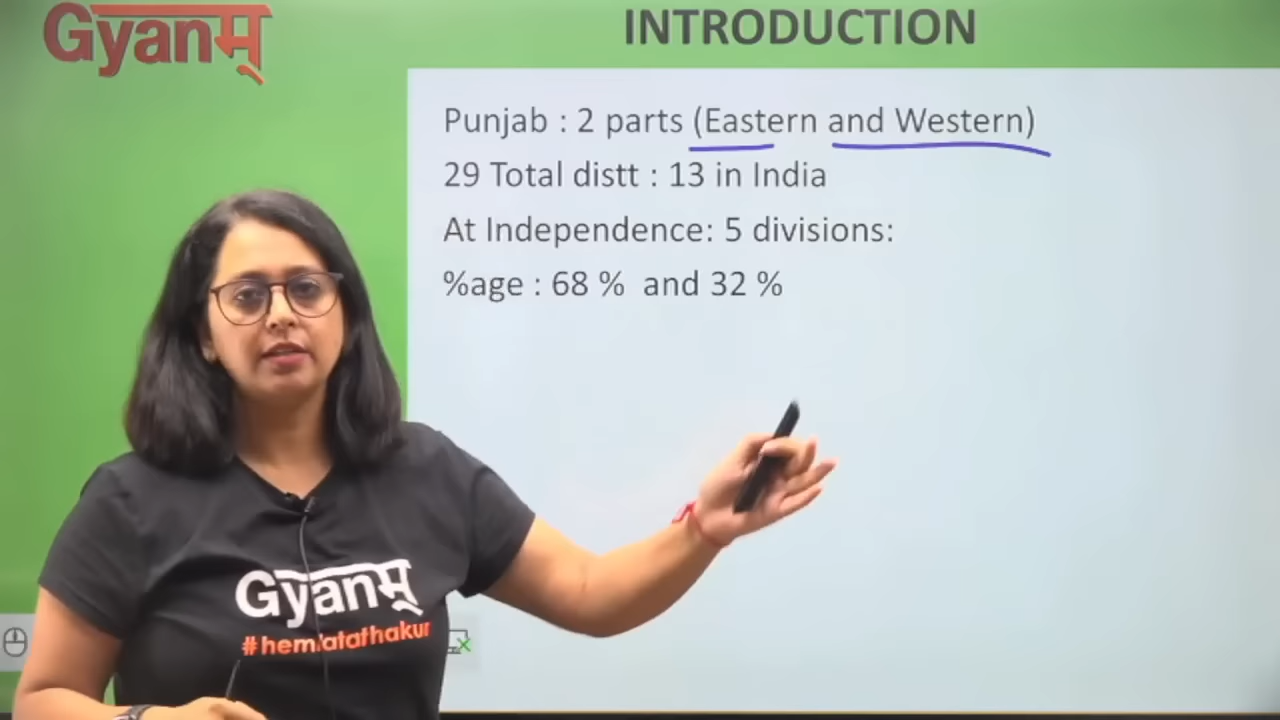 Gyanम्
INTRODUCTION
Punjab : 2 parts (Eastern and Western)
29 Total distt : 13 in India
At Independence: 5 divisions:
%age : 68 %  and 32 %
Gyanम्
#hemlatathakur